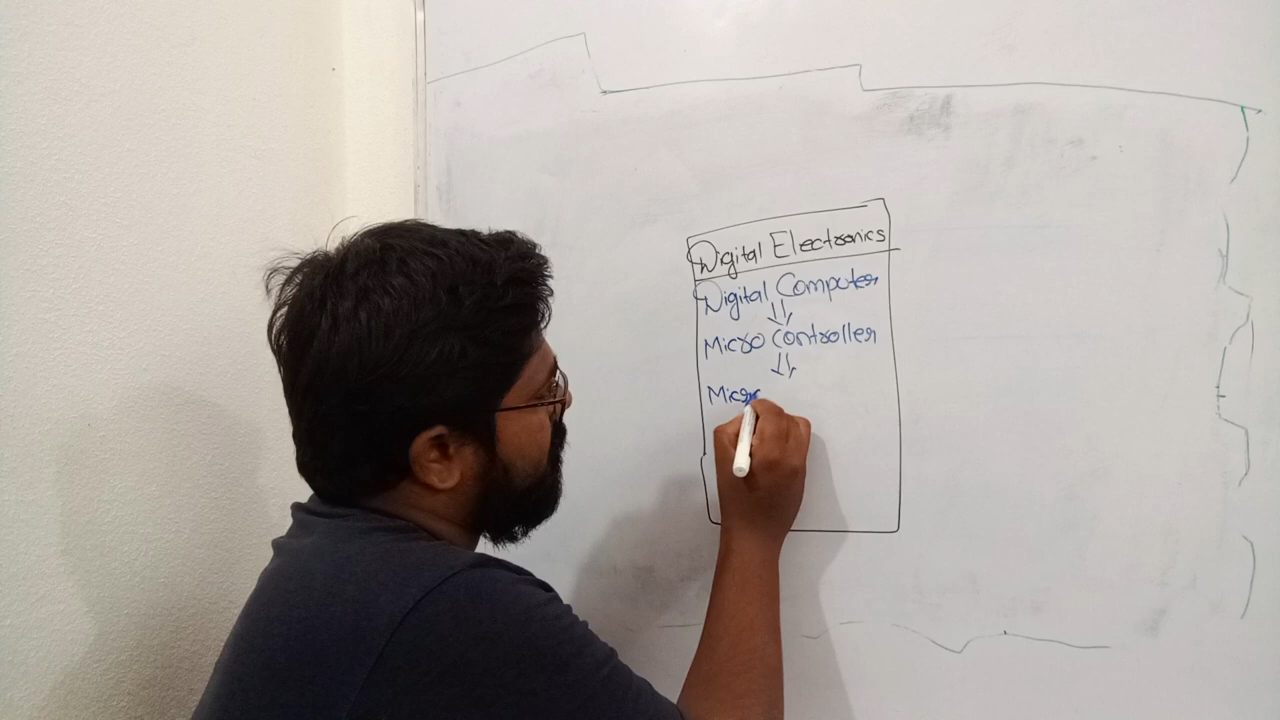 Digital Electronics
Digital Computer
Micro Controller
Micro